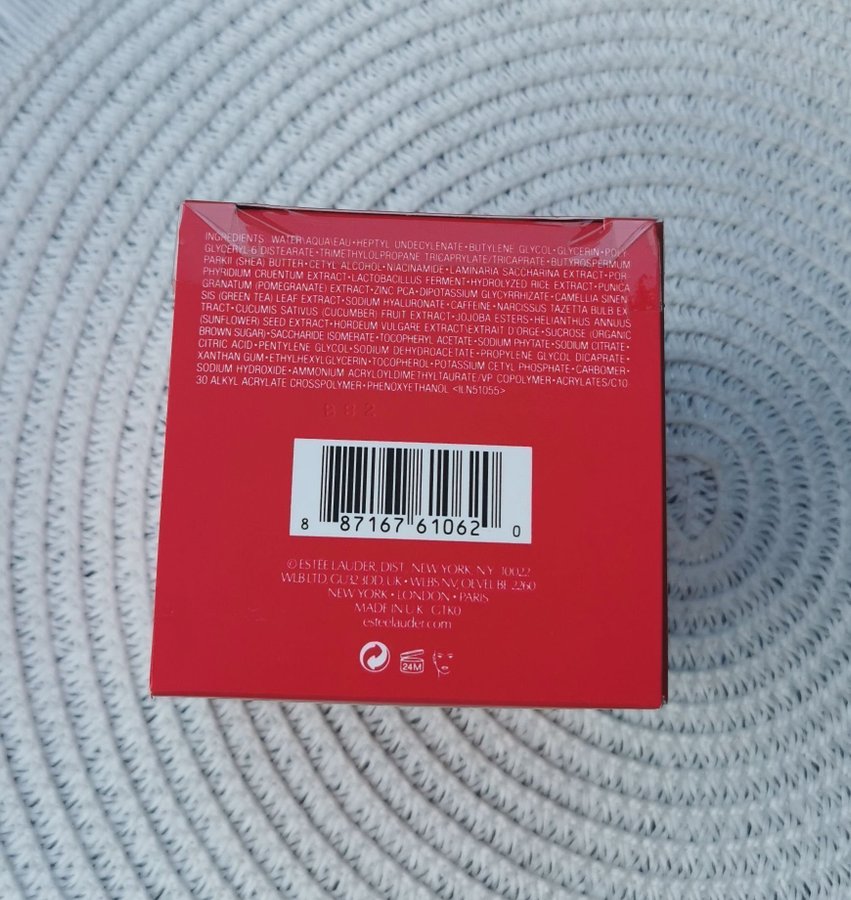 INGREDIENTS: WATER\AQUA\EAU•HEPTYL UNDECYLENATE•BUTYLENE GLYCOL•GLYCERIN•POLY
GLYCERYL-6 DISTEARATE•TRIMETHYLOLPROPANE TRICAPRYLATE/TRICAPRATE•BUTYROSPERMUM
PARKII (SHEA) BUTTER•CETYL ALCOHOL•NIACINAMIDE•LAMINARIA SACCHARINA EXTRACT•POR
PHYRIDIUM CRUENTUM EXTRACT•LACTOBACILLUS FERMENT•HYDROLYZED RICE EXTRACT•PUNICA
GRANATUM (POMEGRANATE) EXTRACT•ZINC PCA•DIPOTASSIUM GLYCYRRHIZATE•CAMELLIA SINEN
SIS (GREEN TEA) LEAF EXTRACT•SODIUM HYALURONATE•CAFFEINE•NARCISSUS TAZETTA BULB EX
TRACT•CUCUMIS SATIVUS (CUCUMBER) FRUIT EXTRACT•JOJOBA ESTERS•HELIANTHUS ANNUUS
(SUNFLOWER) SEED EXTRACT•HORDEUM VULGARE EXTRACT\EXTRAIT D'ORGE•SUCROSE (ORGANIC
BROWN SUGAR)•SACCHARIDE ISOMERATE•TOCOPHERYL ACETATE•SODIUM PHYTATE•SODIUM CITRATE•
CITRIC ACID•PENTYLENE GLYCOL•SODIUM DEHYDROACETATE•PROPYLENE GLYCOL DICAPRATE•
XANTHAN GUM•ETHYLHEXYLGLYCERIN•TOCOPHEROL•POTASSIUM CETYL PHOSPHATE•CARBOMER•
SODIUM HYDROXIDE•AMMONIUM ACRYLOYLDIMETHYLTAURATE/VP COPOLYMER•ACRYLATES/C10
30 ALKYL ACRYLATE CROSSPOLYMER•PHENOXYETHANOL <ILN51055>
8 87167 61062 0
© ESTĒE LAUDER, DIST. NEW YORK, N.Y. 10022
WLB LTD, GU32 3DD, UK • WLBS NV, OEVEL BE 2260
NEW YORK • LONDON • PARIS
MADE IN U.K. GTK0
esteelauder.com
24M